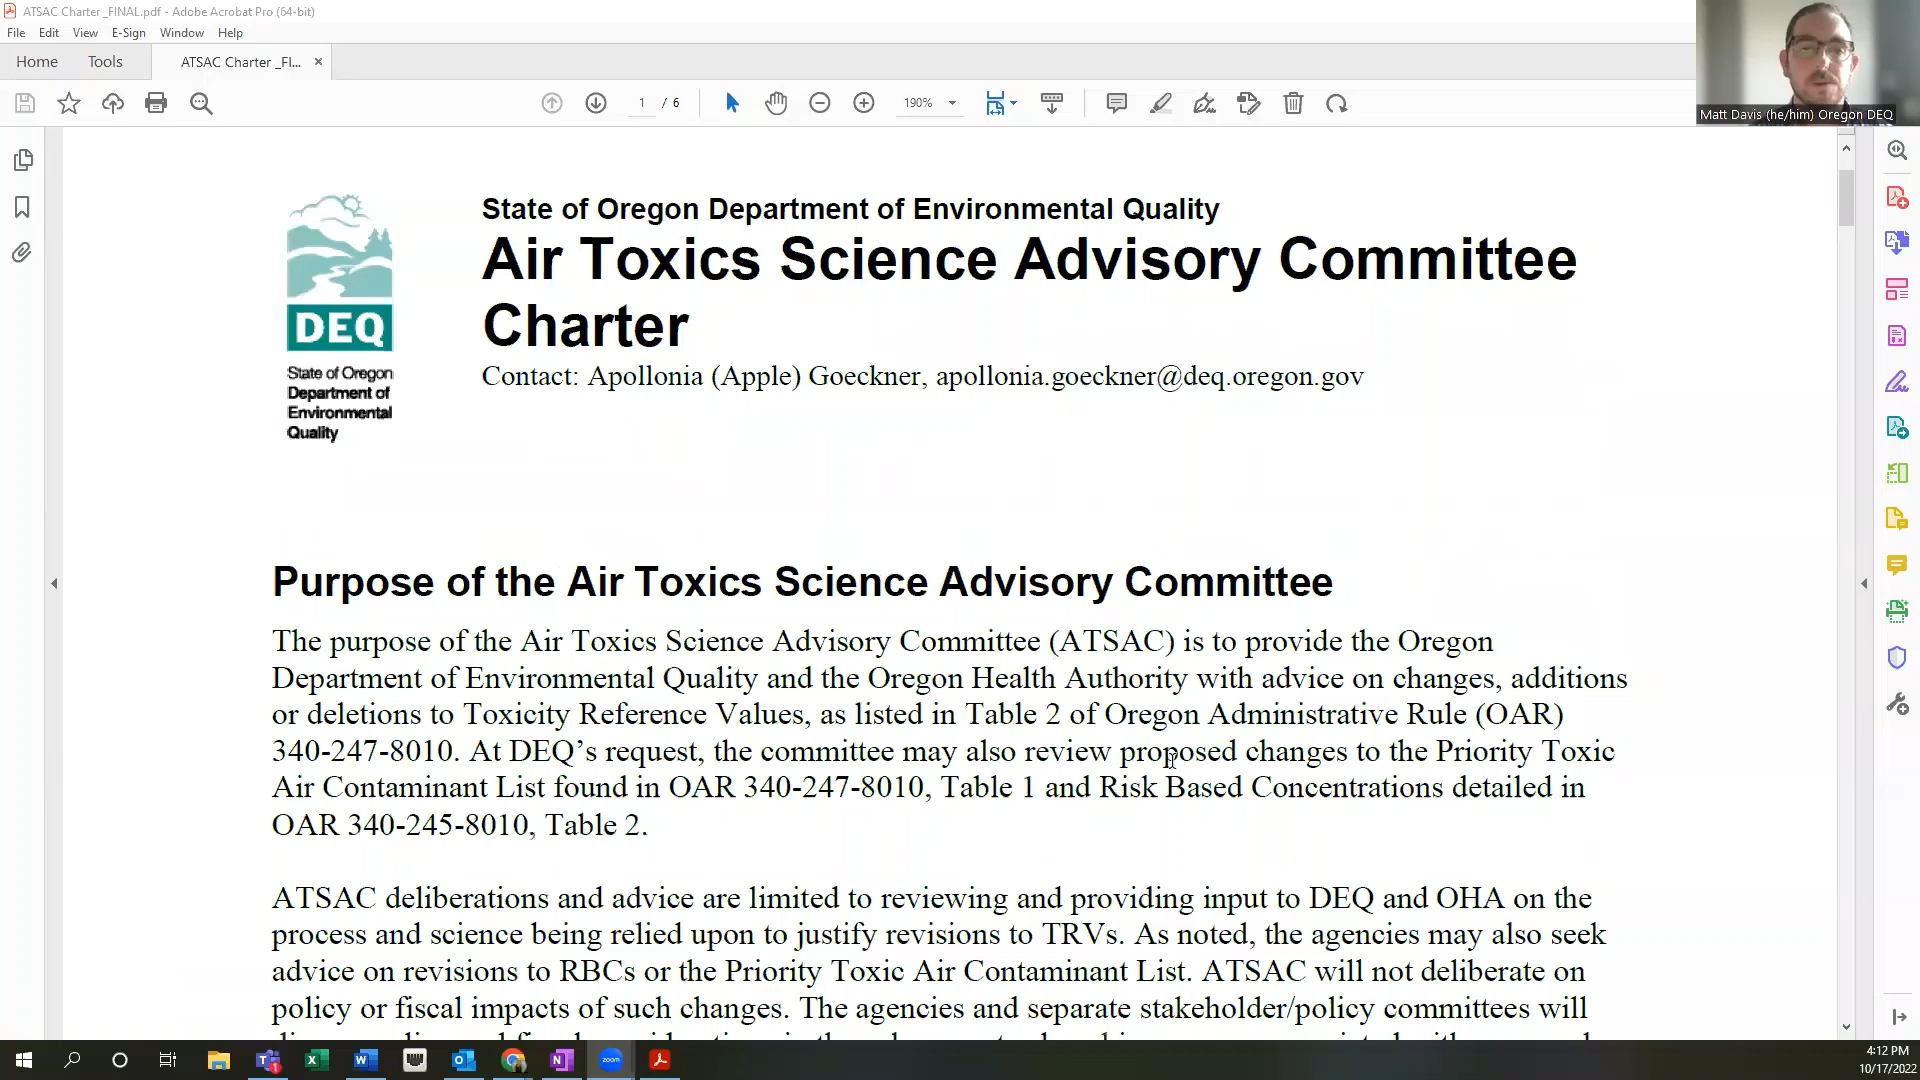 ATSAC Charter _FINAL.pdf - Adobe Acrobat Pro (64-bit)
File Edit View E-Sign Window Help
Home Tools ATSAC Charter _FI... ×
1 / 6 190%
Matt Davis (he/him) Oregon DEQ
State of Oregon Department of Environmental Quality
Air Toxics Science Advisory Committee
Charter
Contact: Apollonia (Apple) Goeckner, apollonia.goeckner@deq.oregon.gov
DEQ
State of Oregon
Department of
Environmental
Quality
Purpose of the Air Toxics Science Advisory Committee
The purpose of the Air Toxics Science Advisory Committee (ATSAC) is to provide the Oregon
Department of Environmental Quality and the Oregon Health Authority with advice on changes, additions
or deletions to Toxicity Reference Values, as listed in Table 2 of Oregon Administrative Rule (OAR)
340-247-8010. At DEQ’s request, the committee may also review proposed changes to the Priority Toxic
Air Contaminant List found in OAR 340-247-8010, Table 1 and Risk Based Concentrations detailed in
OAR 340-245-8010, Table 2.
ATSAC deliberations and advice are limited to reviewing and providing input to DEQ and OHA on the
process and science being relied upon to justify revisions to TRVs. As noted, the agencies may also seek
advice on revisions to RBCs or the Priority Toxic Air Contaminant List. ATSAC will not deliberate on
policy or fiscal impacts of such changes. The agencies and separate stakeholder/policy committees will
zoom
4:12 PM
10/17/2022